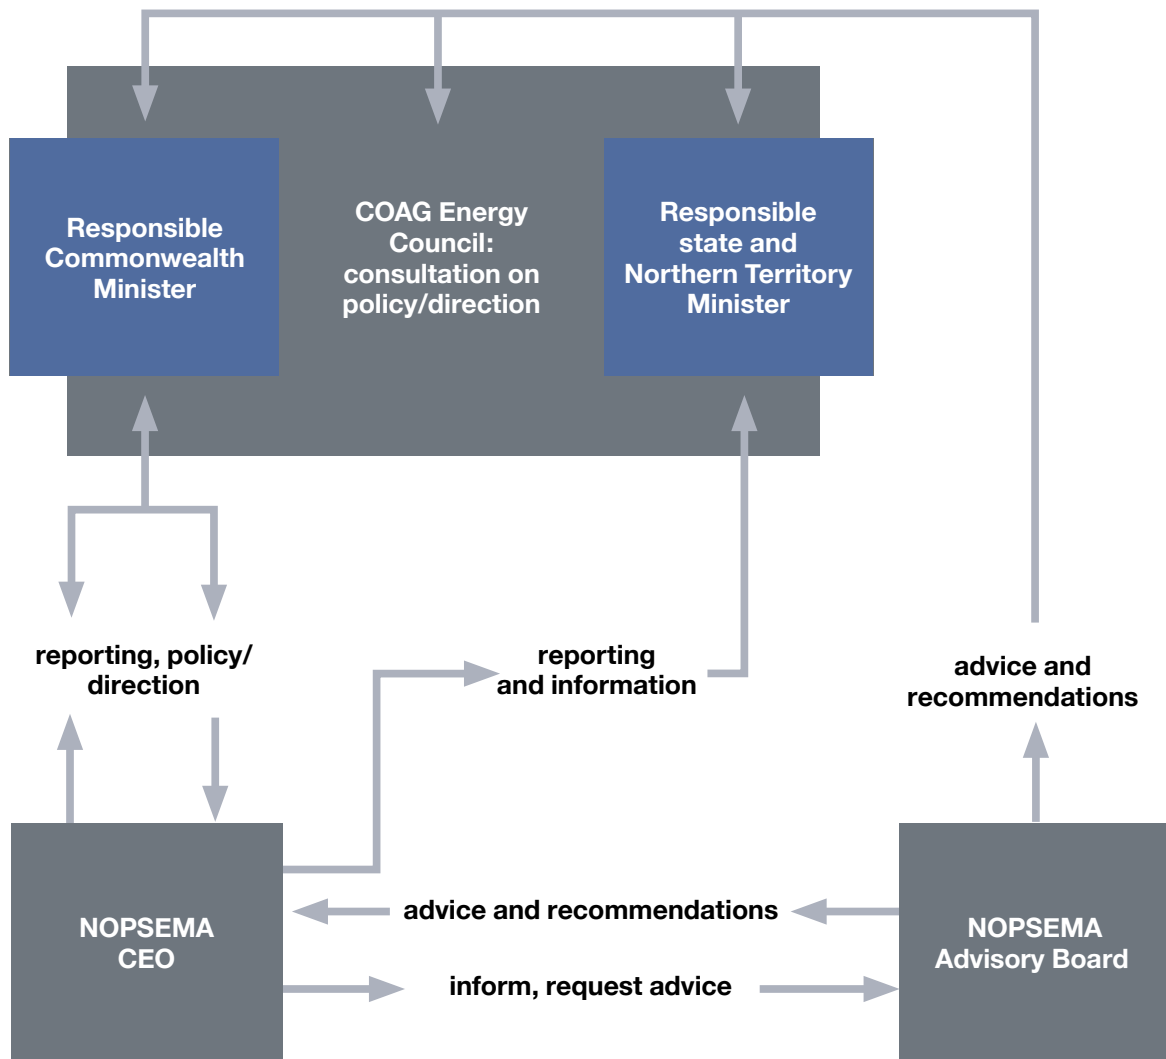 Responsible
Commonwealth
Minister
COAG Energy
Council:
consultation on
policy/direction
Responsible
state and
Northern Territory
Minister
reporting, policy/
direction
reporting
and information
advice and
recommendations
NOPSEMA
CEO
advice and recommendations
inform, request advice
NOPSEMA
Advisory Board